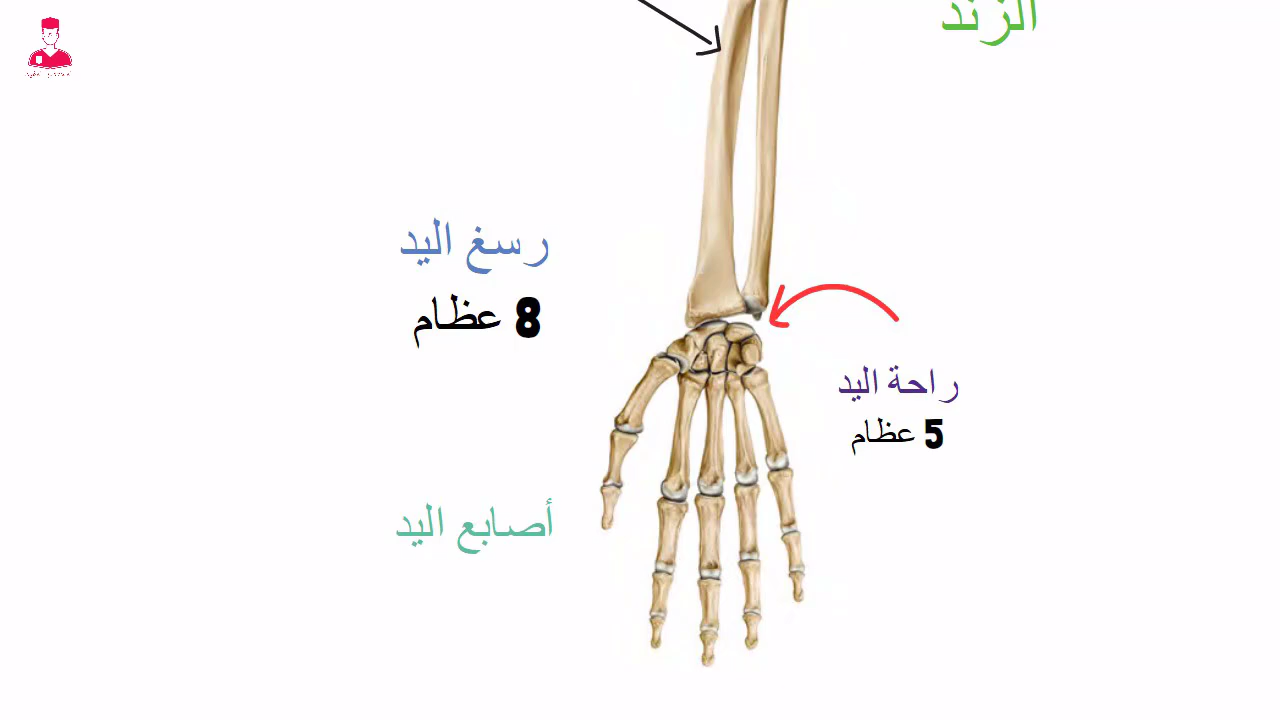 الزند
رسغ اليد
8 عظام
راحة اليد
5 عظام
أصابع اليد